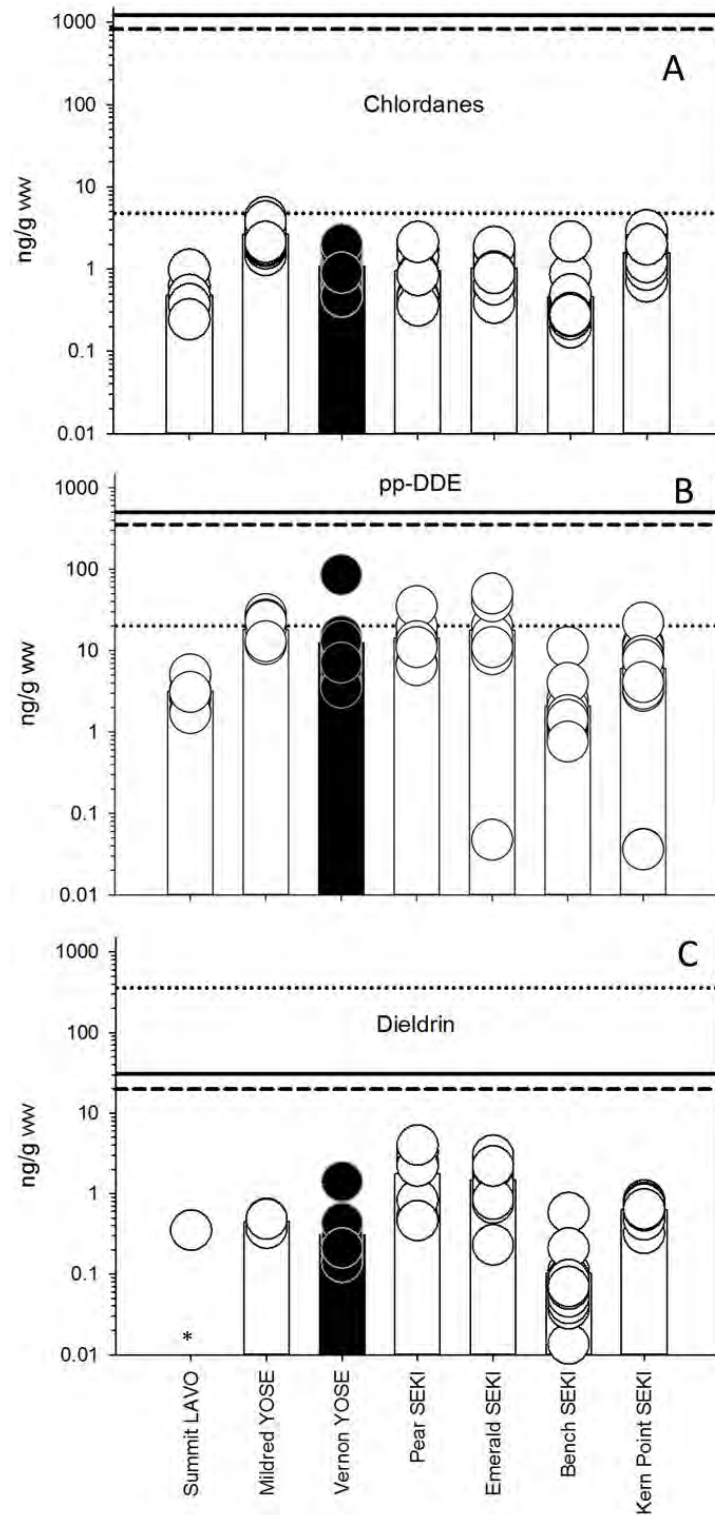 A
Chlordanes
ng/g ww
1000
100
10
1
0.1
0.01
B
pp-DDE
ng/g ww
1000
100
10
1
0.1
0.01
C
Dieldrin
ng/g ww
1000
100
10
1
0.1
0.01
*
Summit LAVO
Mildred YOSE
Vernon YOSE
Pear SEKI
Emerald SEKI
Bench SEKI
Kern Point SEKI